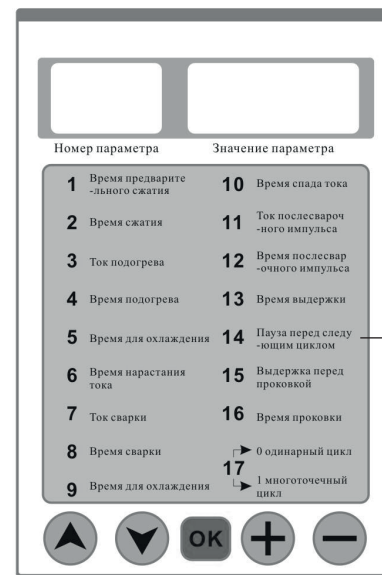 Номер параметра
Значение параметра
1 Время предварите
-льного сжатия
2 Время сжатия
3 Ток подогрева
4 Время подогрева
5 Время для охлаждения
6 Время нарастания
тока
7 Ток сварки
8 Время сварки
9 Время для охлаждения
10 Время спада тока
11 Ток послесвароч
-ного импульса
12 Время послесвар
-очного импульса
13 Время выдержки
14 Пауза перед следу
-ющим циклом
15 Выдержка перед
проковкой
16 Время проковки
17
0 одинарный цикл
1 многоточечный
цикл
OK